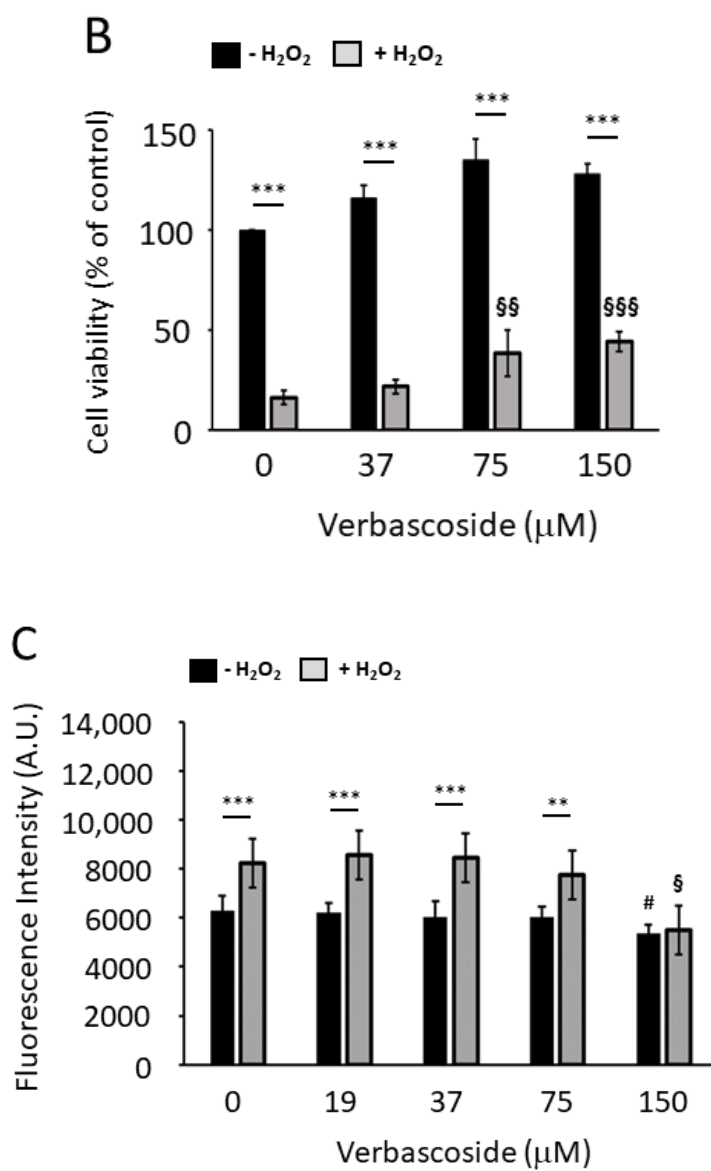 B
- H₂O₂ + H₂O₂
Cell viability (% of control)
150
100
50
0
***
***
***
***
§§
§§§
0 37 75 150
Verbascoside (μM)
C
- H₂O₂ + H₂O₂
Fluorescence Intensity (A.U.)
14,000
12,000
10,000
8000
6000
4000
2000
0
***
***
***
**
#
§
0 19 37 75 150
Verbascoside (μM)